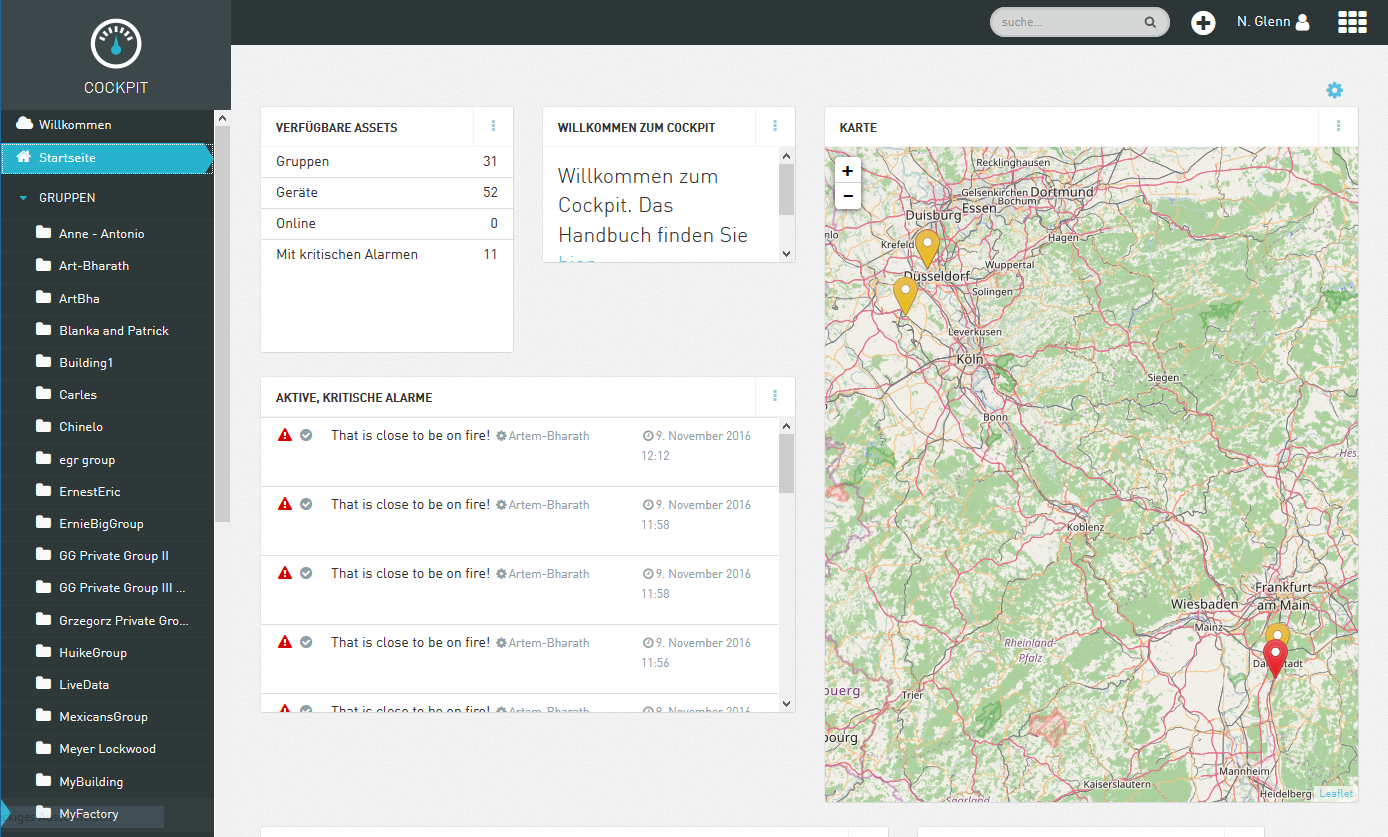 COCKPIT
suche...
N. Glenn
Willkommen
Startseite
GRUPPEN
Anne - Antonio
Art-Bharath
ArtBha
Blanka and Patrick
Building1
Carles
Chinelo
egr group
ErnestEric
ErnieBigGroup
GG Private Group II
GG Private Group III ...
Grzegorz Private Gro...
HuikeGroup
LiveData
MexicansGroup
Meyer Lockwood
MyBuilding
MyFactory
VERFÜGBARE ASSETS
Gruppen 31
Geräte 52
Online 0
Mit kritischen Alarmen 11
WILLKOMMEN ZUM COCKPIT
Willkommen zum
Cockpit. Das
Handbuch finden Sie
hier
AKTIVE, KRITISCHE ALARME
That is close to be on fire! Artem-Bharath 9. November 2016
12:12
That is close to be on fire! Artem-Bharath 9. November 2016
11:58
That is close to be on fire! Artem-Bharath 9. November 2016
11:58
That is close to be on fire! Artem-Bharath 9. November 2016
11:56
That is close to be on fire! Artem-Bharath 9. November 2016
KARTE
+
−
Recklinghausen
Gelsenkirchen
Dortmund
Bochum
Essen
Duisburg
Hagen
Krefeld
Wuppertal
Düsseldorf
Solingen
Leverkusen
Köln
Siegen
Bonn
Hes
Koblenz
Frankfurt
am Main
Wiesbaden
Mainz
Rheinland-
Pfalz
Trier
Mannheim
Kaiserslautern
Heidelberg
Saarland
Leaflet